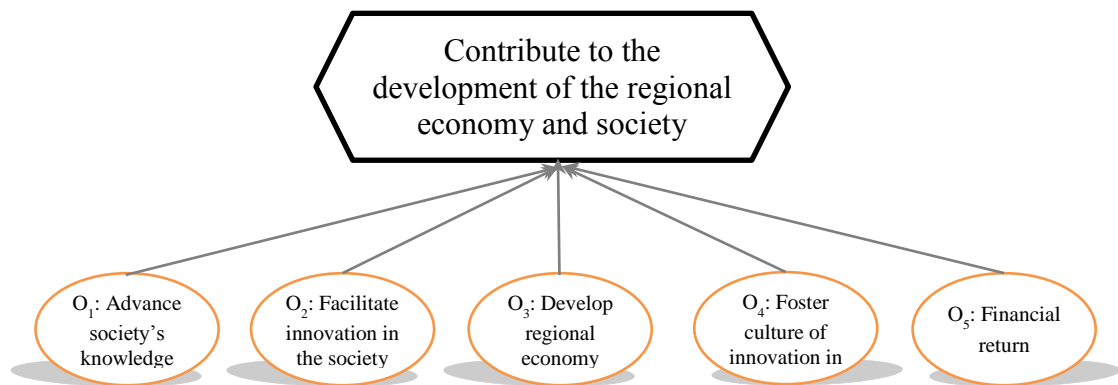 Contribute to the
development of the regional
economy and society
O₁: Advance
society’s
knowledge
O₂: Facilitate
innovation in
the society
O₃: Develop
regional
economy
O₄: Foster
culture of
innovation in
O₅: Financial
return